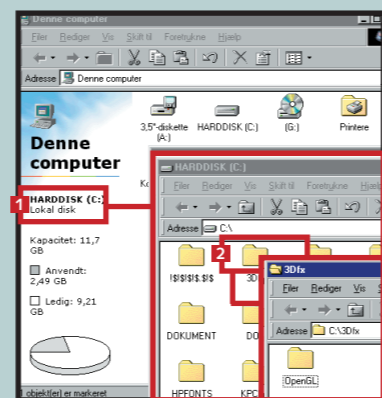 Denne computer
Filer Rediger Vis Skift til Foretrukne Hjælp
Adresse Denne computer
3,5"-diskette (A:)
HARDDISK (C:)
(G:)
Printere
Denne
computer
1
HARDDISK (C:)
Lokal disk
Kapacitet: 11,7
GB
Anvendt:
2,49 GB
Ledig: 9,21
GB
objekt(er) er markeret
HARDDISK (C:)
Filer Rediger Vis Skift til Foretrukne
Adresse C:\
2
!$!$!$!$.$!$
DOKUMENT
HPFONTS
3Dfx
Filer Rediger Vis
Adresse C:\3Dfx
OpenGL